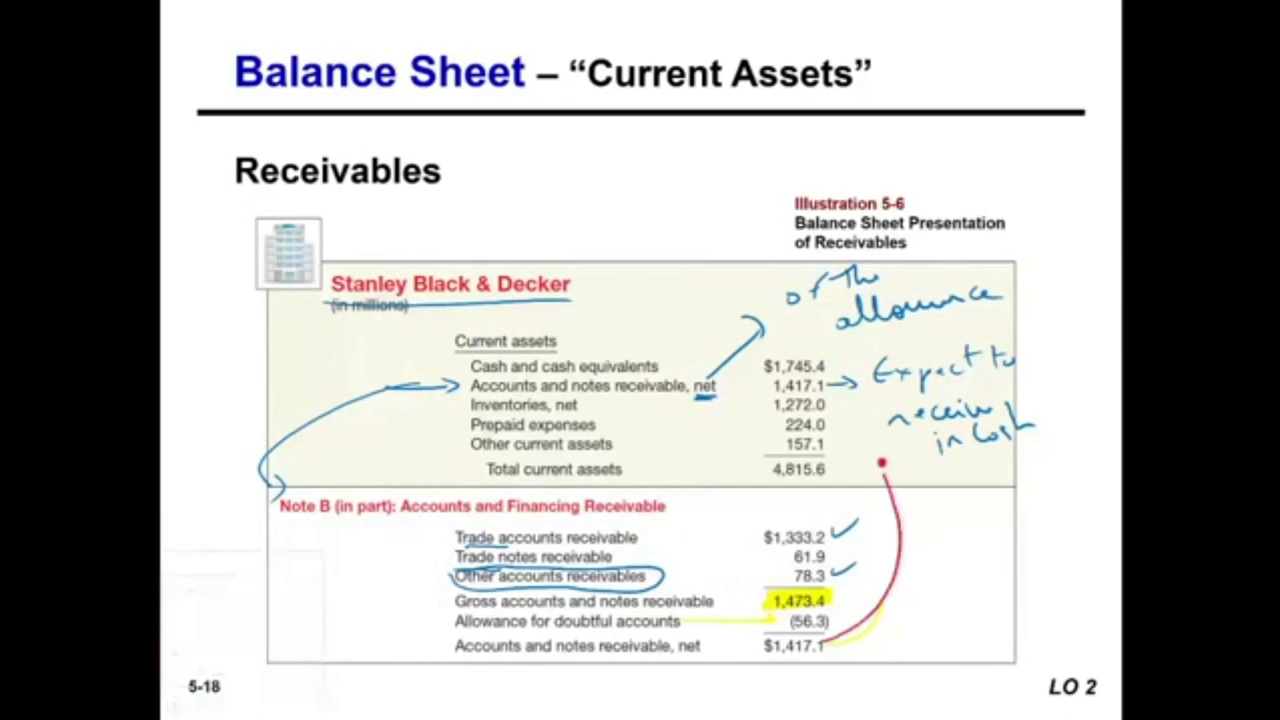 Balance Sheet – “Current Assets”
Receivables
Illustration 5-6
Balance Sheet Presentation
of Receivables
Stanley Black & Decker
(in millions)
of the
allowance
Current assets
Cash and cash equivalents $1,745.4
Accounts and notes receivable, net 1,417.1
Expect to
receive
in Cash
Inventories, net 1,272.0
Prepaid expenses 224.0
Other current assets 157.1
Total current assets 4,815.6
Note B (in part): Accounts and Financing Receivable
Trade accounts receivable $1,333.2
Trade notes receivable 61.9
Other accounts receivables 78.3
Gross accounts and notes receivable 1,473.4
Allowance for doubtful accounts (56.3)
Accounts and notes receivable, net $1,417.1
5-18
LO 2